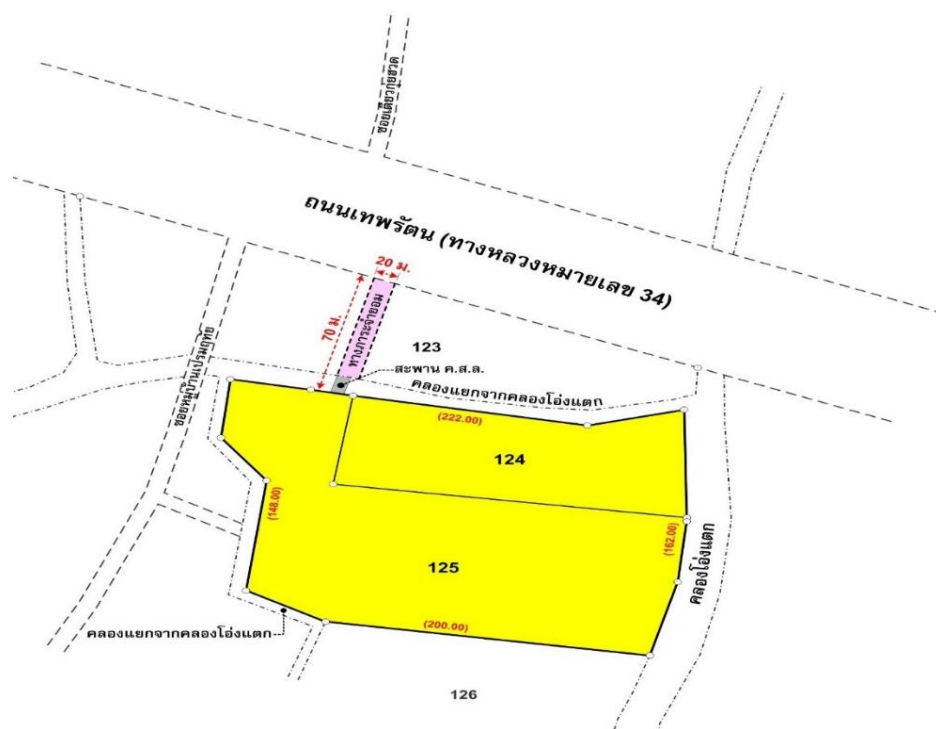 ซอยเตี่ยวกยฮวด
ถนนเทพรัตน (ทางหลวงหมายเลข 34)
20 ม.
70 ม.
ทางภาระจำยอม
123
สะพาน ค.ส.ล.
คลองแยกจากคลองโอ่งแตก
ซอยหมู่บ้านเปรมฤทัย
(222.00)
124
(148.00)
(162.00)
125
คลองโอ่งแตก
(200.00)
คลองแยกจากคลองโอ่งแตก
126